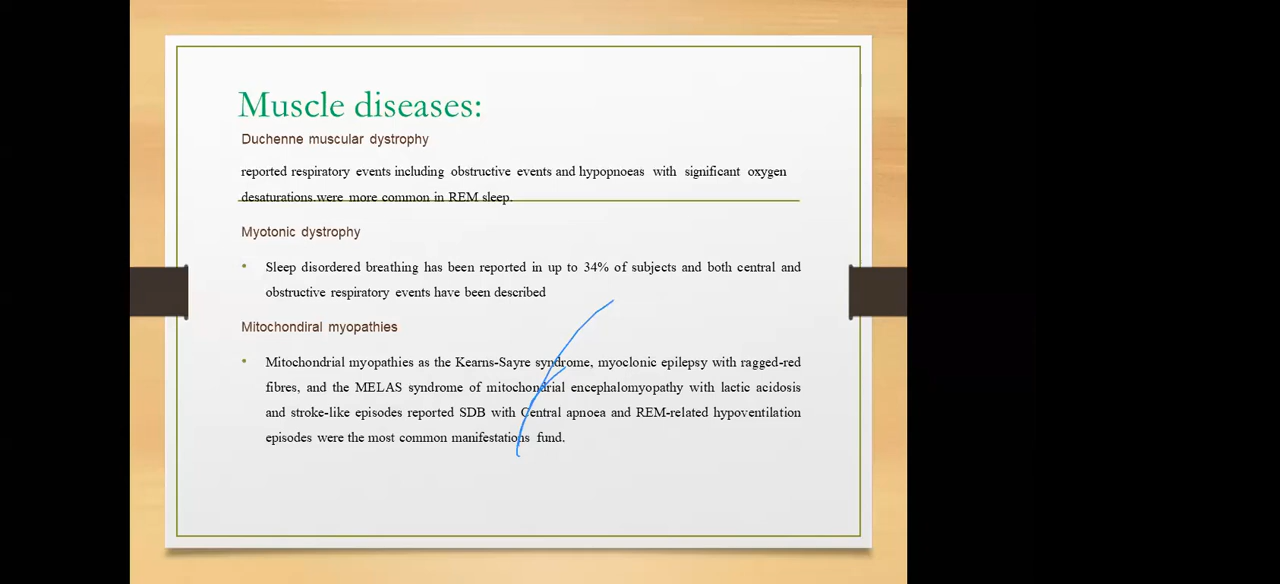 Muscle diseases:
Duchenne muscular dystrophy
reported respiratory events including obstructive events and hypopnoeas with significant oxygen
desaturations.were more common in REM sleep.
Myotonic dystrophy
• Sleep disordered breathing has been reported in up to 34% of subjects and both central and
obstructive respiratory events have been described
Mitochondiral myopathies
• Mitochondrial myopathies as the Kearns-Sayre syndrome, myoclonic epilepsy with ragged-red
fibres, and the MELAS syndrome of mitochondrial encephalomyopathy with lactic acidosis
and stroke-like episodes reported SDB with Central apnoea and REM-related hypoventilation
episodes were the most common manifestations fund.